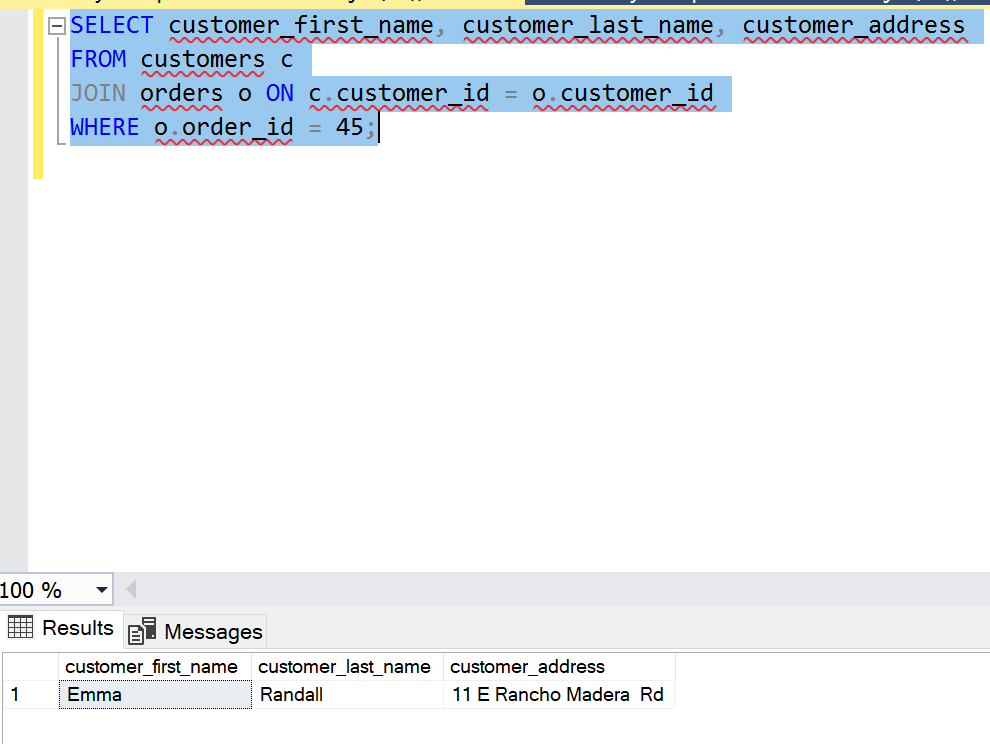 SELECT customer_first_name, customer_last_name, customer_address
FROM customers c
JOIN orders o ON c.customer_id = o.customer_id
WHERE o.order_id = 45;
100 %
Results Messages
customer_first_name customer_last_name customer_address
1 Emma Randall 11 E Rancho Madera  Rd